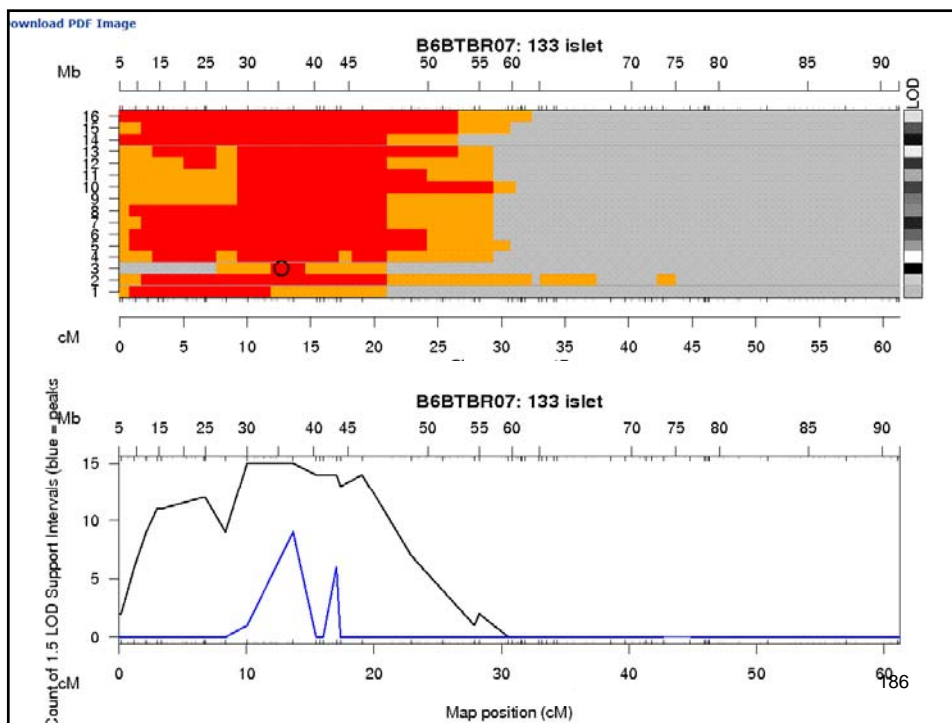 ownload PDF Image
B6BTBR07: 133 islet
Mb 5 15 25 30 35 45 50 55 60 70 75 80 85 90
LOD
16
15
14
13
12
11
10
9
8
7
6
5
4
3
2
1
cM 0 5 10 15 20 25 30 35 40 45 50 55 60
B6BTBR07: 133 islet
Mb 5 15 25 30 35 45 50 55 60 70 75 80 85 90
Count of 1.5 LOD Support Intervals (blue = peaks
15
10
5
0
cM 0 10 20 30 40 50 60
186
Map position (cM)